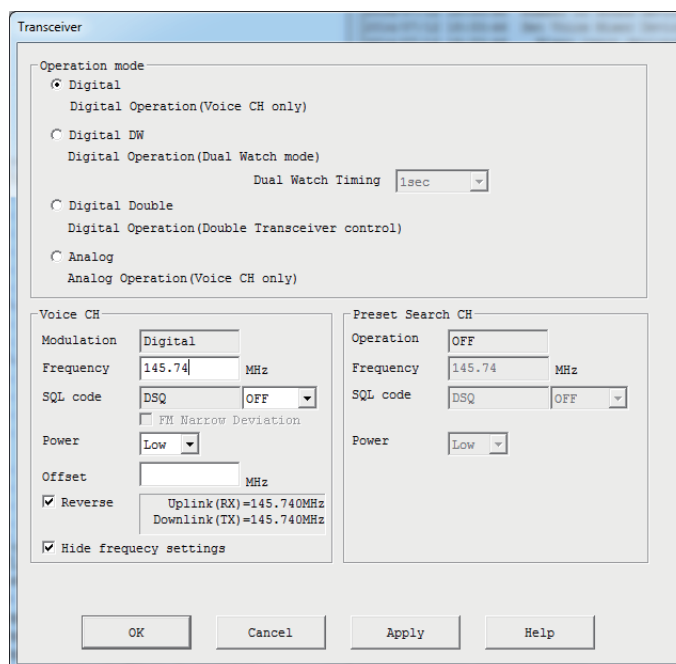 Transceiver
Operation mode
Digital
Digital Operation(Voice CH only)
Digital DW
Digital Operation(Dual Watch mode)
Dual Watch Timing 1sec
Digital Double
Digital Operation(Double Transceiver control)
Analog
Analog Operation(Voice CH only)
Voice CH
Modulation Digital
Frequency 145.74 MHz
SQL code DSQ OFF
FM Narrow Deviation
Power Low
Offset MHz
Reverse Uplink(RX)=145.740MHz
Downlink(TX)=145.740MHz
Hide frequecy settings
Preset Search CH
Operation OFF
Frequency 145.74 MHz
SQL code DSQ OFF
Power Low
OK Cancel Apply Help